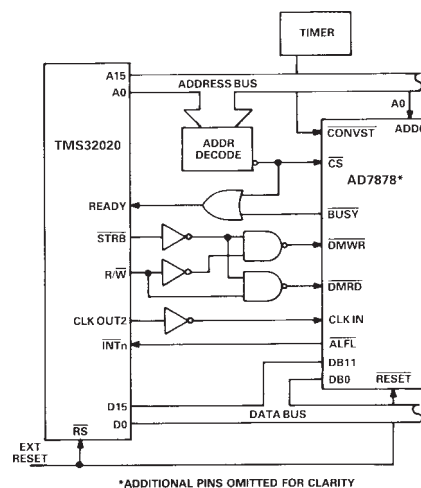 TIMER
A15
ADDRESS BUS
A0
A0
ADDR
DECODE
CONVST
ADD0
TMS32020
CS
AD7878*
READY
BUSY
STRB
DMWR
R/W
DMRD
CLK OUT2
CLK IN
INTn
ALFL
DB11
DB0
RESET
D15
DATA BUS
D0
RS
EXT
RESET
*ADDITIONAL PINS OMITTED FOR CLARITY